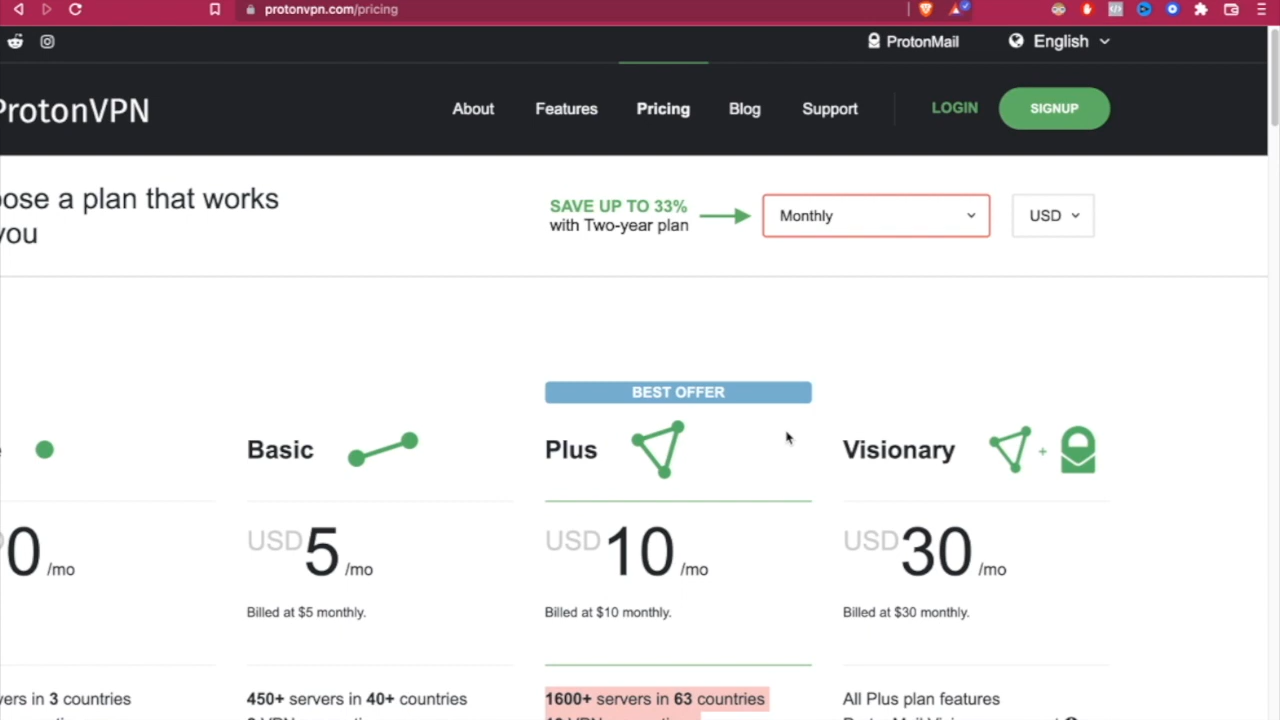 protonvpn.com/pricing
ProtonMail English
ProtonVPN
About Features Pricing Blog Support LOGIN SIGNUP
ose a plan that works
you
SAVE UP TO 33%
with Two-year plan
Monthly
USD
BEST OFFER
Basic
Plus
Visionary
0 /mo
USD 5 /mo
USD 10 /mo
USD 30 /mo
Billed at $5 monthly.
Billed at $10 monthly.
Billed at $30 monthly.
vers in 3 countries
450+ servers in 40+ countries
1600+ servers in 63 countries
All Plus plan features